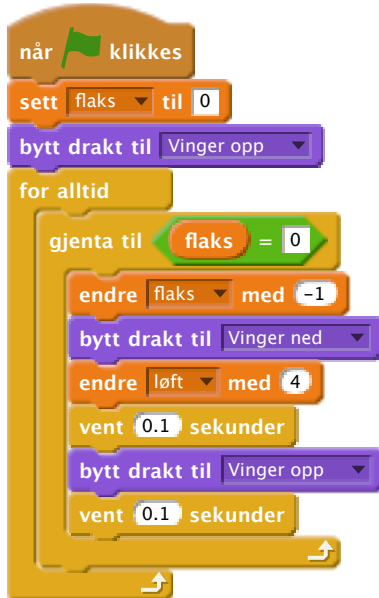 når klikkes
sett flaks til 0
bytt drakt til Vinger opp
for alltid
gjenta til flaks = 0
endre flaks med -1
bytt drakt til Vinger ned
endre løft med 4
vent 0.1 sekunder
bytt drakt til Vinger opp
vent 0.1 sekunder